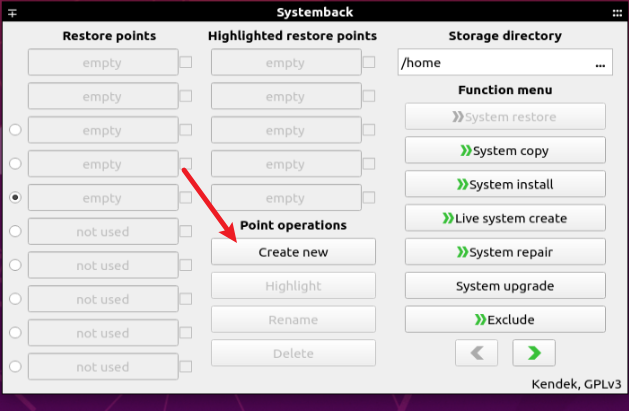 Systemback
Restore points
empty
empty
empty
empty
empty
not used
not used
not used
not used
not used
Highlighted restore points
empty
empty
empty
empty
empty
Point operations
Create new
Highlight
Rename
Delete
Storage directory
/home
...
Function menu
System restore
System copy
System install
Live system create
System repair
System upgrade
Exclude
Kendek, GPLv3